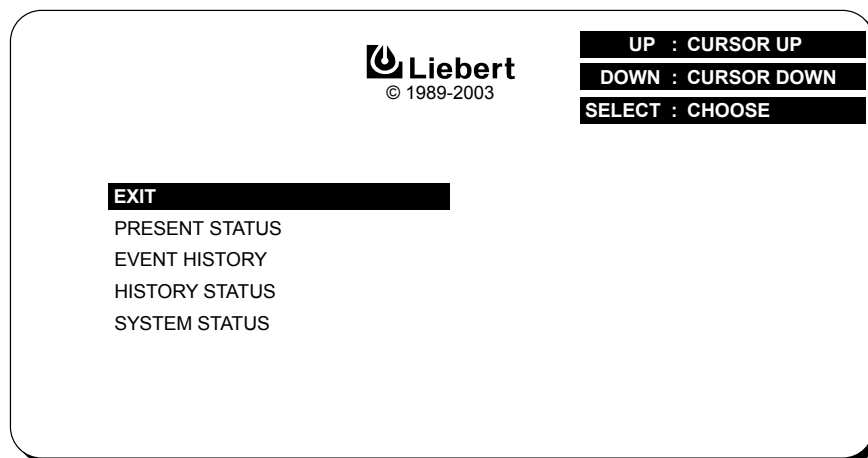 Liebert
© 1989-2003
UP : CURSOR UP
DOWN : CURSOR DOWN
SELECT : CHOOSE
EXIT
PRESENT STATUS
EVENT HISTORY
HISTORY STATUS
SYSTEM STATUS